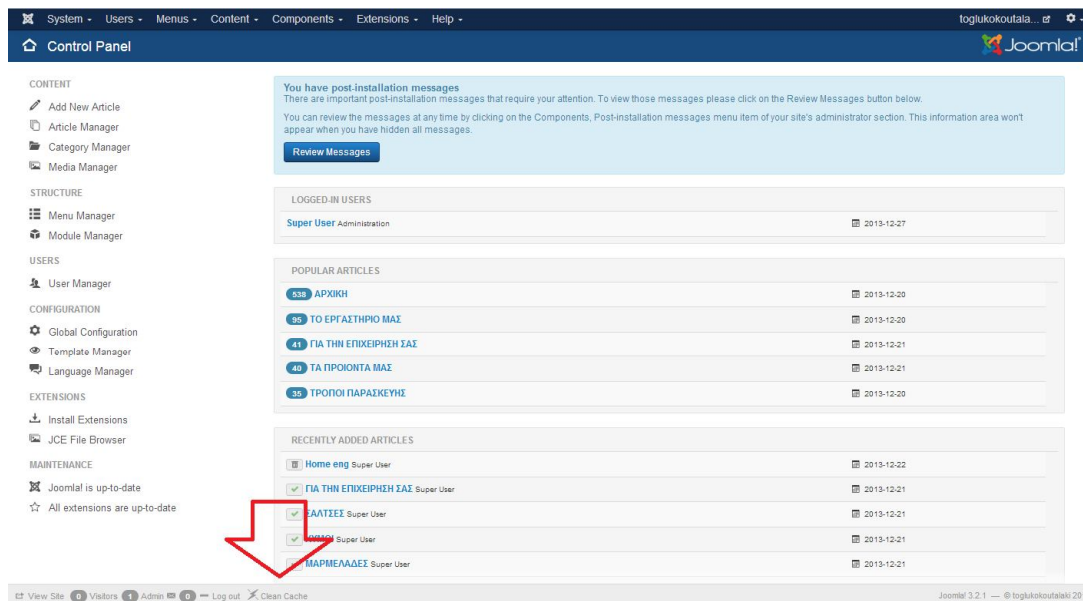 System Users Menus Content Components Extensions Help toglukokoutala...
Control Panel Joomla!
CONTENT
Add New Article
Article Manager
Category Manager
Media Manager
STRUCTURE
Menu Manager
Module Manager
USERS
User Manager
CONFIGURATION
Global Configuration
Template Manager
Language Manager
EXTENSIONS
Install Extensions
JCE File Browser
MAINTENANCE
Joomla! is up-to-date
All extensions are up-to-date
You have post-installation messages
There are important post-installation messages that require your attention. To view those messages please click on the Review Messages button below.
You can review the messages at any time by clicking on the Components, Post-installation messages menu item of your site's administrator section. This information area won't
appear when you have hidden all messages.
Review Messages
LOGGED-IN USERS
Super User Administration 2013-12-27
POPULAR ARTICLES
538 ΑΡΧΙΚΗ 2013-12-20
95 ΤΟ ΕΡΓΑΣΤΗΡΙΟ ΜΑΣ 2013-12-20
41 ΓΙΑ ΤΗΝ ΕΠΙΧΕΙΡΗΣΗ ΣΑΣ 2013-12-21
40 ΤΑ ΠΡΟΙΟΝΤΑ ΜΑΣ 2013-12-21
35 ΤΡΟΠΟΙ ΠΑΡΑΣΚΕΥΗΣ 2013-12-20
RECENTLY ADDED ARTICLES
Home eng Super User 2013-12-22
ΓΙΑ ΤΗΝ ΕΠΙΧΕΙΡΗΣΗ ΣΑΣ Super User 2013-12-21
ΣΑΛΤΣΕΣ Super User 2013-12-21
Super User 2013-12-21
ΜΑΡΜΕΛΑΔΕΣ Super User 2013-12-21
View Site 0 Visitors 1 Admin 0 Log out Clean Cache Joomla! 3.2.1 — © toglukokoutalaki 20